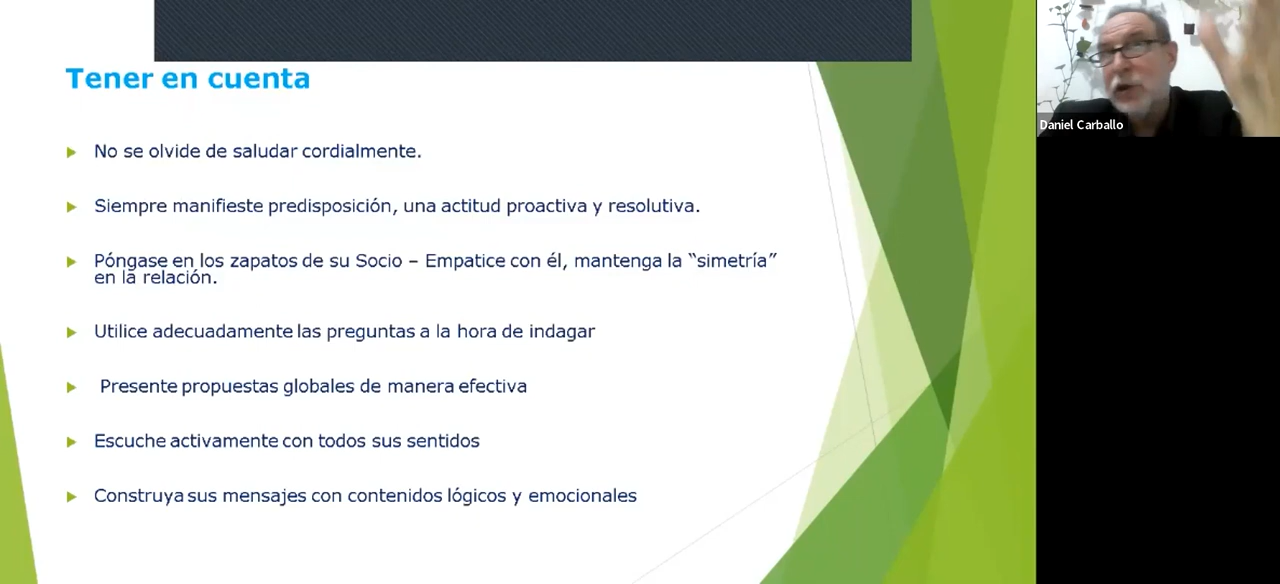 Tener en cuenta
No se olvide de saludar cordialmente.
Siempre manifieste predisposición, una actitud proactiva y resolutiva.
Póngase en los zapatos de su Socio – Empatice con él, mantenga la “simetría”
en la relación.
Utilice adecuadamente las preguntas a la hora de indagar
Presente propuestas globales de manera efectiva
Escuche activamente con todos sus sentidos
Construya sus mensajes con contenidos lógicos y emocionales
Daniel Carballo